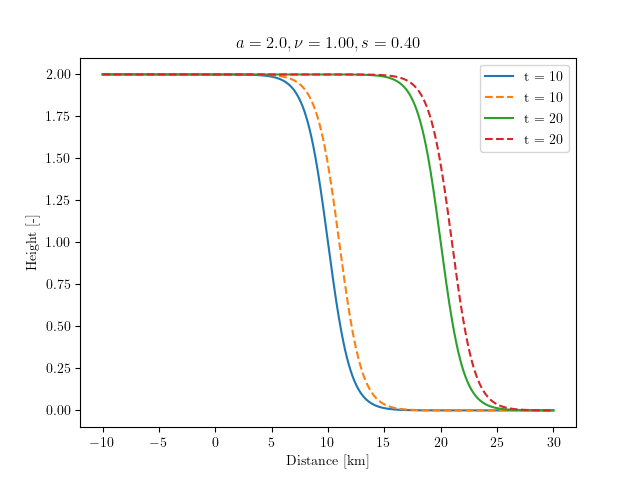 a = 2.0, ν = 1.00, s = 0.40
2.00
1.75
1.50
1.25
1.00
0.75
0.50
0.25
0.00
Height [-]
t = 10
t = 10
t = 20
t = 20
−10 −5 0 5 10 15 20 25 30
Distance [km]